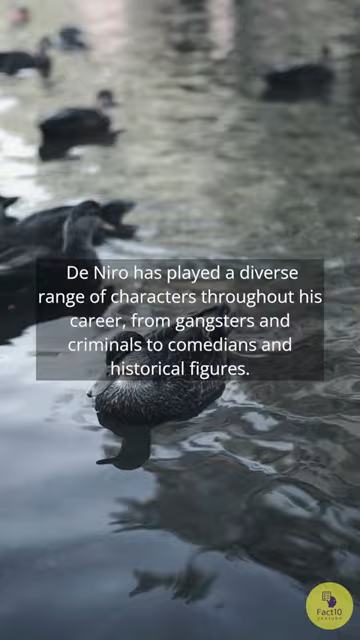 De Niro has played a diverse
range of characters throughout his
career, from gangsters and
criminals to comedians and
historical figures.
Fact10
youtube